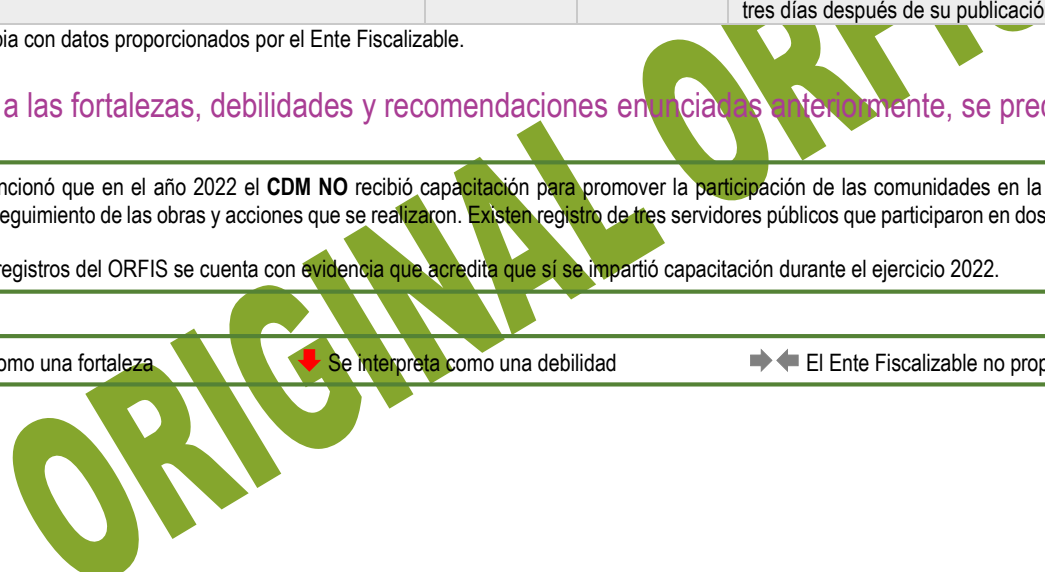 tres días después de su publicació
pia con datos proporcionados por el Ente Fiscalizable.
a las fortalezas, debilidades y recomendaciones enunciadas anteriormente, se prec
ncionó que en el año 2022 el CDM NO recibió capacitación para promover la participación de las comunidades en la
eguimiento de las obras y acciones que se realizaron. Existen registro de tres servidores públicos que participaron en dos
registros del ORFIS se cuenta con evidencia que acredita que sí se impartió capacitación durante el ejercicio 2022.
omo una fortaleza Se interpreta como una debilidad El Ente Fiscalizable no prop
ORIGINAL ORFIS